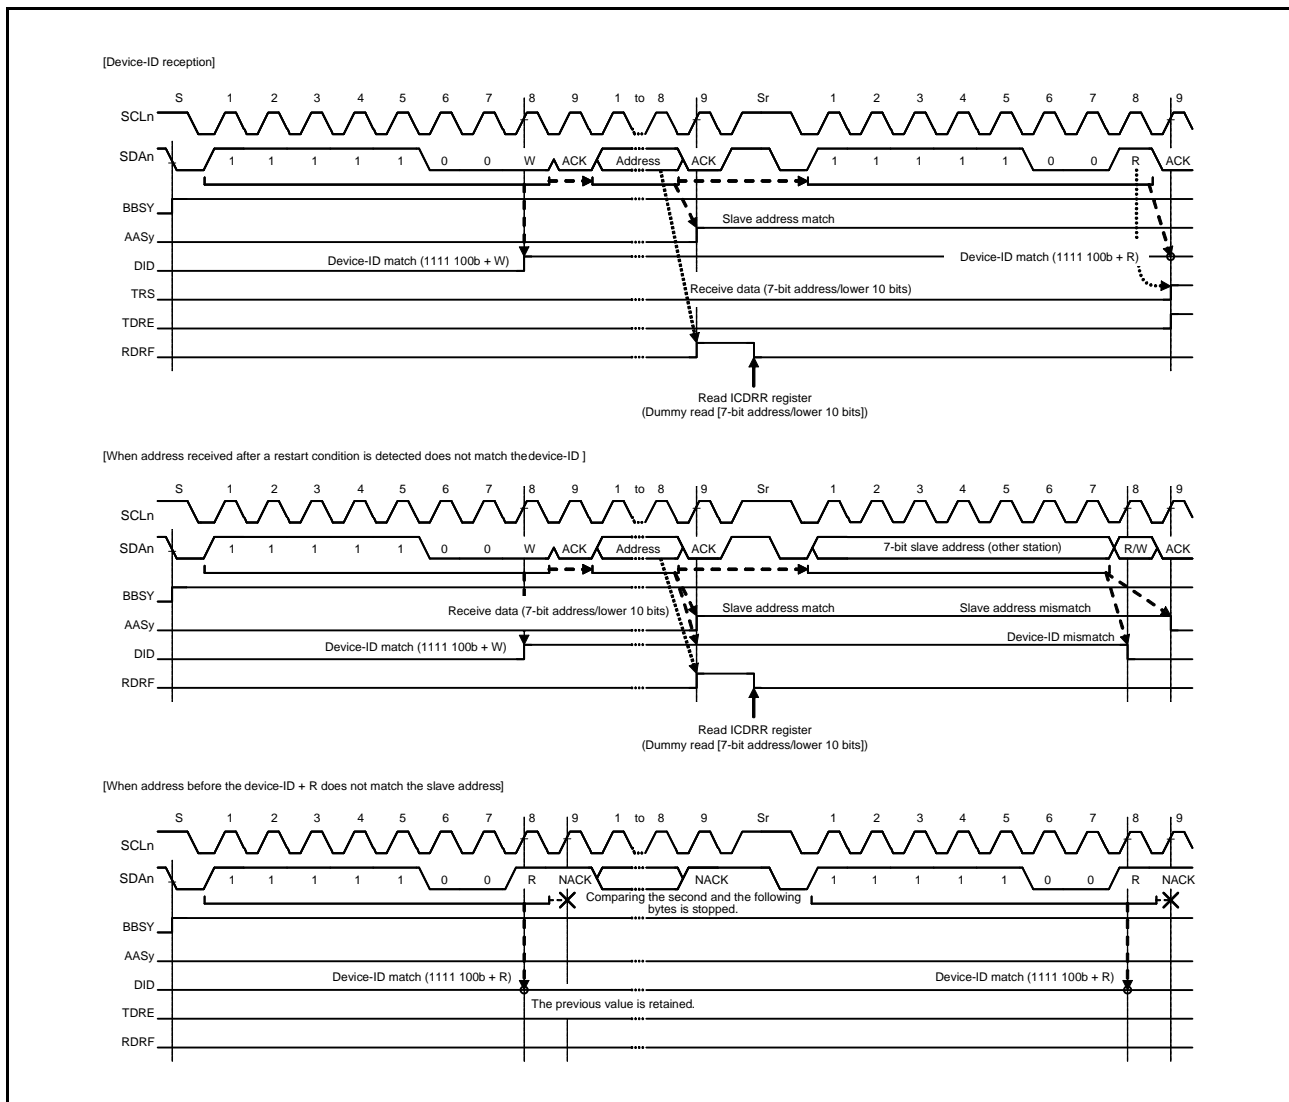 [Device-ID reception]
S 1 2 3 4 5 6 7 8 9 1 to 8 9 Sr 1 2 3 4 5 6 7 8 9
SCLn
SDAn 1 1 1 1 1 0 0 W ACK Address ACK 1 1 1 1 1 0 0 R ACK
BBSY
Slave address match
AASy
Device-ID match (1111 100b + W) Device-ID match (1111 100b + R)
DID
Receive data (7-bit address/lower 10 bits)
TRS
TDRE
RDRF
Read ICDRR register
(Dummy read [7-bit address/lower 10 bits])
[When address received after a restart condition is detected does not match thedevice-ID ]
S 1 2 3 4 5 6 7 8 9 1 to 8 9 Sr 1 2 3 4 5 6 7 8 9
SCLn
SDAn 1 1 1 1 1 0 0 W ACK Address ACK 7-bit slave address (other station) R/W ACK
BBSY
Receive data (7-bit address/lower 10 bits) Slave address match Slave address mismatch
AASy
Device-ID match (1111 100b + W) Device-ID mismatch
DID
RDRF
Read ICDRR register
(Dummy read [7-bit address/lower 10 bits])
[When address before the device-ID + R does not match the slave address]
S 1 2 3 4 5 6 7 8 9 1 to 8 9 Sr 1 2 3 4 5 6 7 8 9
SCLn
SDAn 1 1 1 1 1 0 0 R NACK NACK 1 1 1 1 1 0 0 R NACK
Comparing the second and the following
bytes is stopped.
BBSY
AASy
Device-ID match (1111 100b + R) Device-ID match (1111 100b + R)
DID
The previous value is retained.
TDRE
RDRF